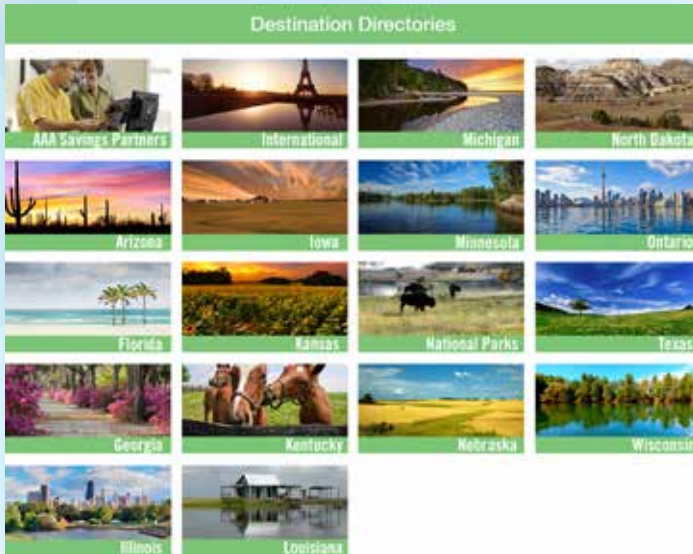 Destination Directories
AAA Savings Partners
International
Michigan
North Dakota
Arizona
Iowa
Minnesota
Ontario
Florida
Kansas
National Parks
Texas
Georgia
Kentucky
Nebraska
Wisconsin
Illinois
Louisiana